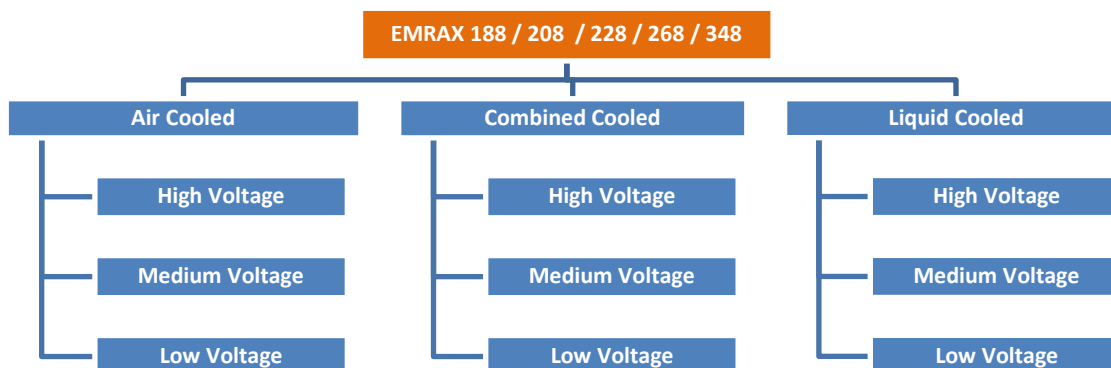 EMRAX 188 / 208 / 228 / 268 / 348
Air Cooled
High Voltage
Medium Voltage
Low Voltage
Combined Cooled
High Voltage
Medium Voltage
Low Voltage
Liquid Cooled
High Voltage
Medium Voltage
Low Voltage